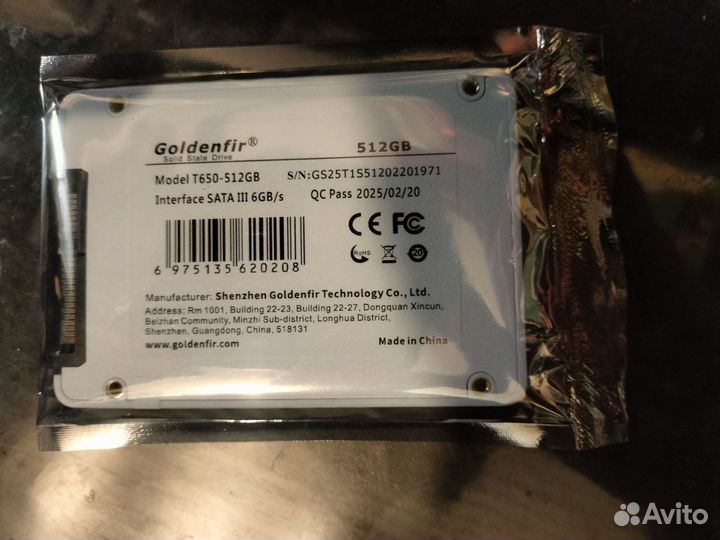 Goldenfir®
Solid State Drive
512GB
Model T650-512GB
S/N:GS25T1S51202201971
Interface SATA III 6GB/s
QC Pass 2025/02/20
CE FC
RoHS
20
6 975135 620208
Manufacturer: Shenzhen Goldenfir Technology Co., Ltd.
Address: Rm 1001, Building 22-23, Building 22-27, Dongquan Xincun,
Beizhan Community, Minzhi Sub-district, Longhua District,
Shenzhen, Guangdong, China, 518131
www.goldenfir.com
Made in China
Avito